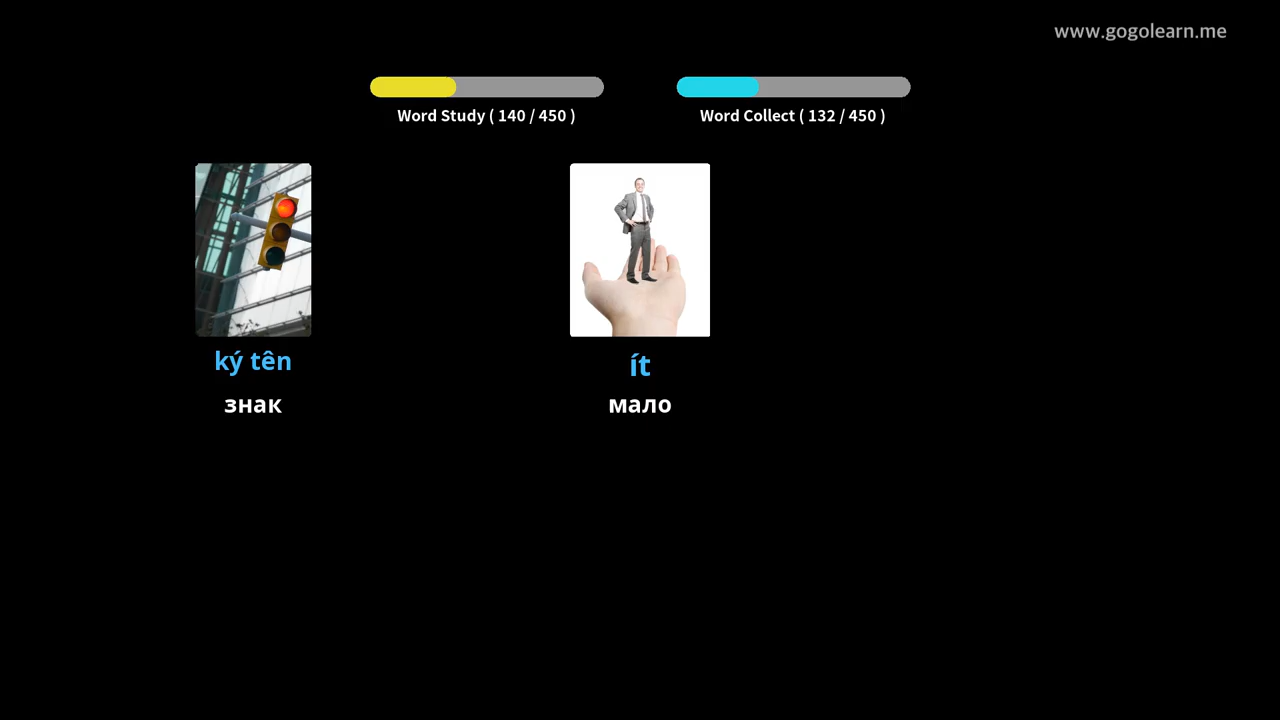 www.gogolearn.me
Word Study ( 140 / 450 )
Word Collect ( 132 / 450 )
ký tên
знак
ít
мало